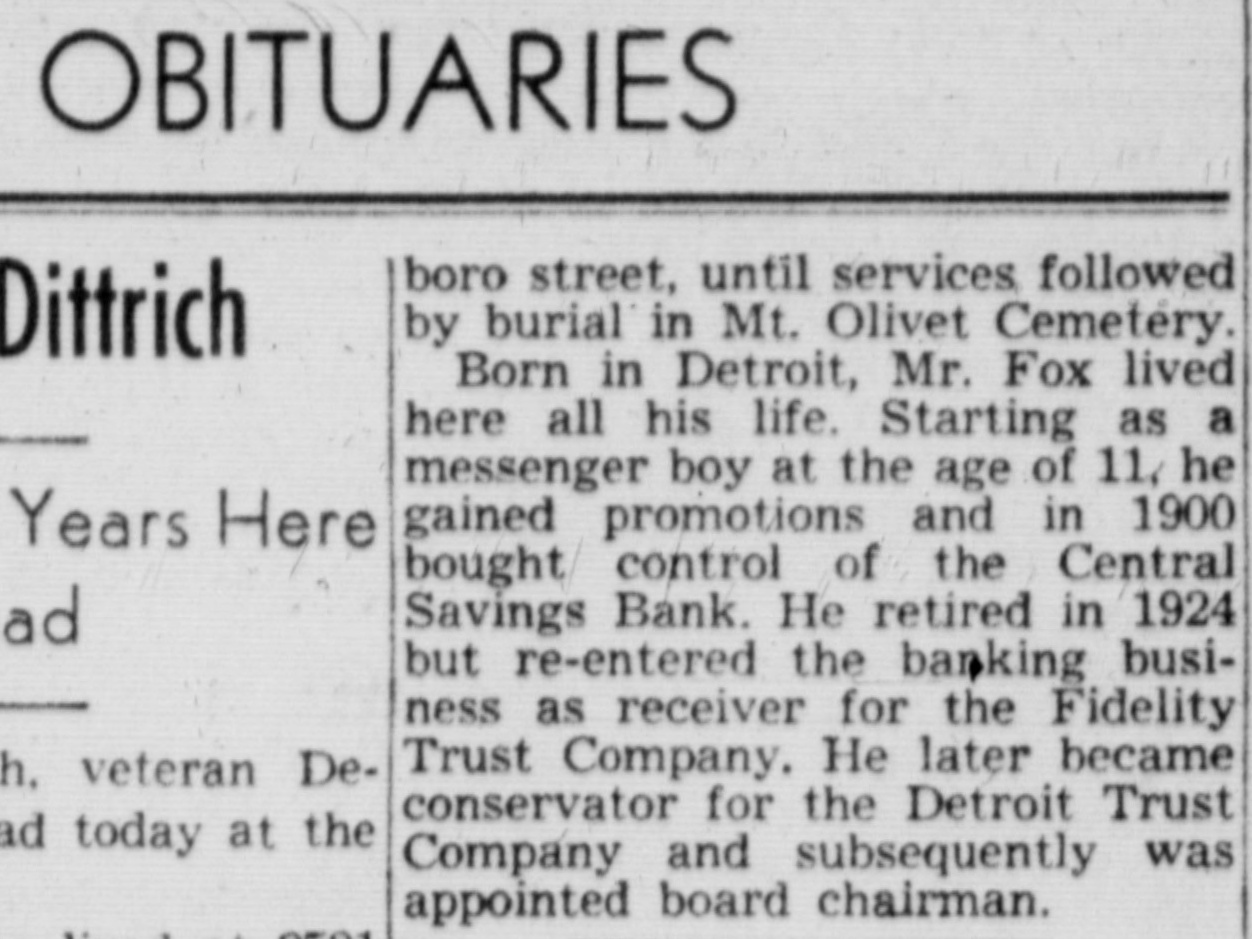 OBITUARIES
Dittrich
Years Here
ad
h, veteran De-
ad today at the
boro street, until services followed
by burial in Mt. Olivet Cemetery.
Born in Detroit, Mr. Fox lived
here all his life. Starting as a
messenger boy at the age of 11, he
gained promotions and in 1900
bought control of the Central
Savings Bank. He retired in 1924
but re-entered the banking busi-
ness as receiver for the Fidelity
Trust Company. He later became
conservator for the Detroit Trust
Company and subsequently was
appointed board chairman.